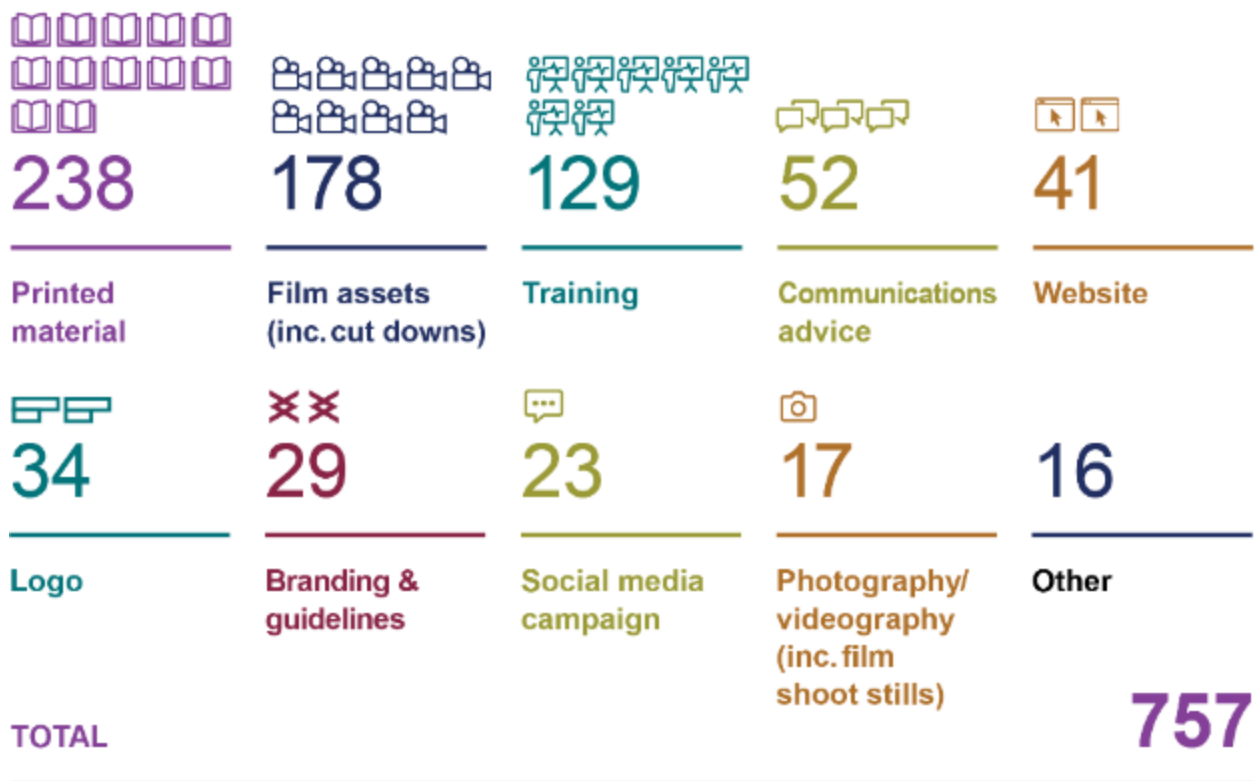 238
178
129
52
41
Printed
material
Film assets
(inc. cut downs)
Training
Communications
advice
Website
34
29
23
17
16
Logo
Branding &
guidelines
Social media
campaign
Photography/
videography
(inc. film
shoot stills)
Other
TOTAL
757